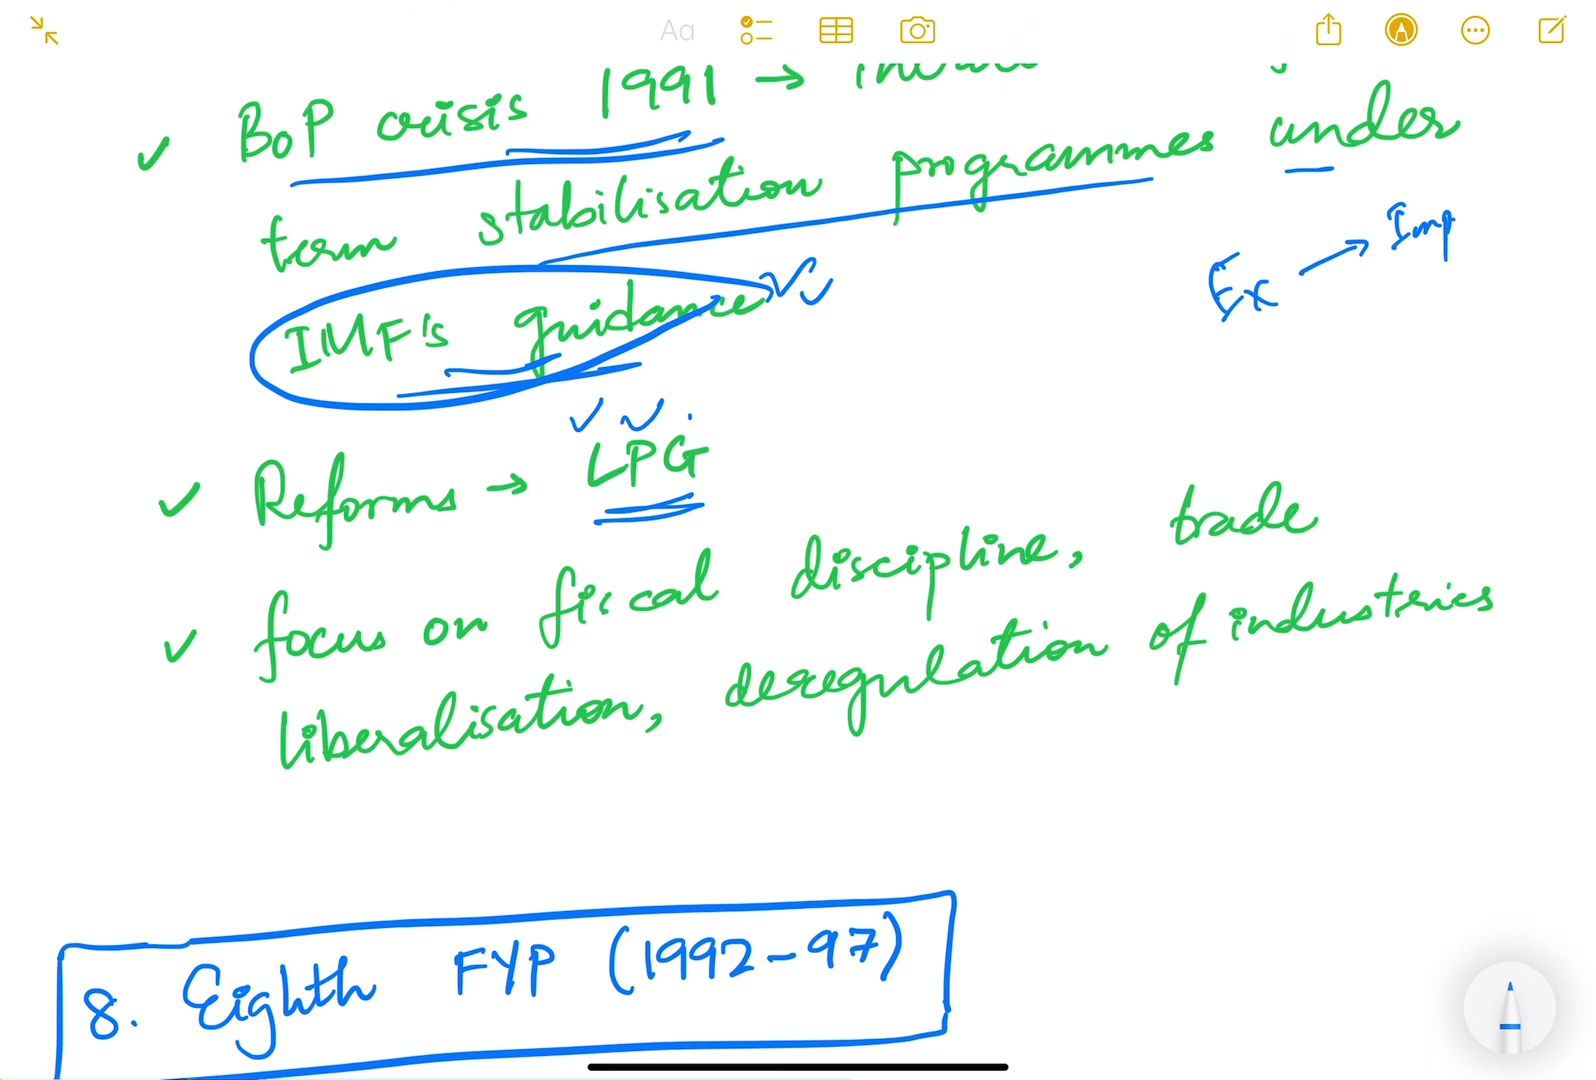 Aa
BoP crisis 1991 →
term stabilisation programmes under
Ex → Imp
IMF's guidance
Reforms → LPG
focus on fiscal discipline, trade
liberalisation, deregulation of industries
8. Eighth FYP (1992-97)